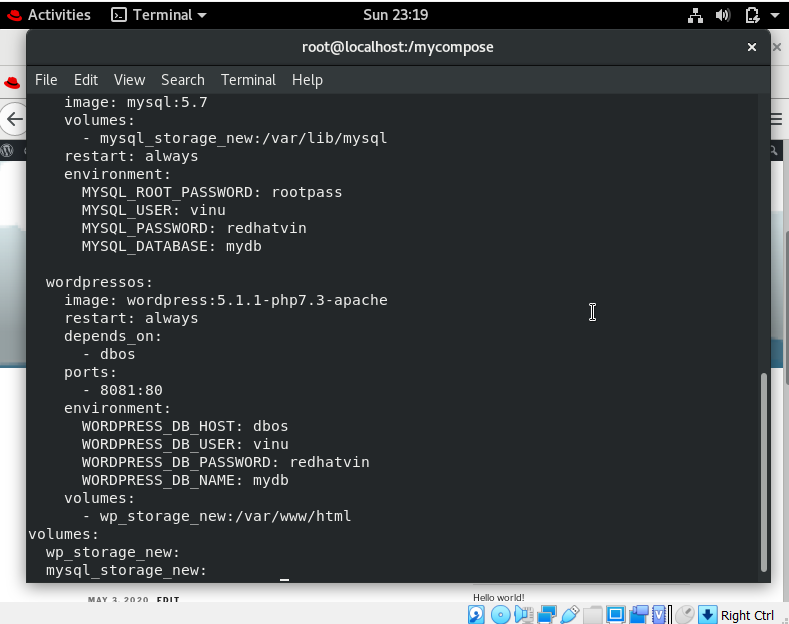 Activities Terminal Sun 23:19
root@localhost:/mycompose
File Edit View Search Terminal Help
image: mysql:5.7
volumes:
- mysql_storage_new:/var/lib/mysql
restart: always
environment:
MYSQL_ROOT_PASSWORD: rootpass
MYSQL_USER: vinu
MYSQL_PASSWORD: redhatvin
MYSQL_DATABASE: mydb
wordpressos:
image: wordpress:5.1.1-php7.3-apache
restart: always
depends_on:
- dbos
ports:
- 8081:80
environment:
WORDPRESS_DB_HOST: dbos
WORDPRESS_DB_USER: vinu
WORDPRESS_DB_PASSWORD: redhatvin
WORDPRESS_DB_NAME: mydb
volumes:
- wp_storage_new:/var/www/html
volumes:
wp_storage_new:
mysql_storage_new:
MAY 3, 2020 EDIT
Hello world!
Right Ctrl